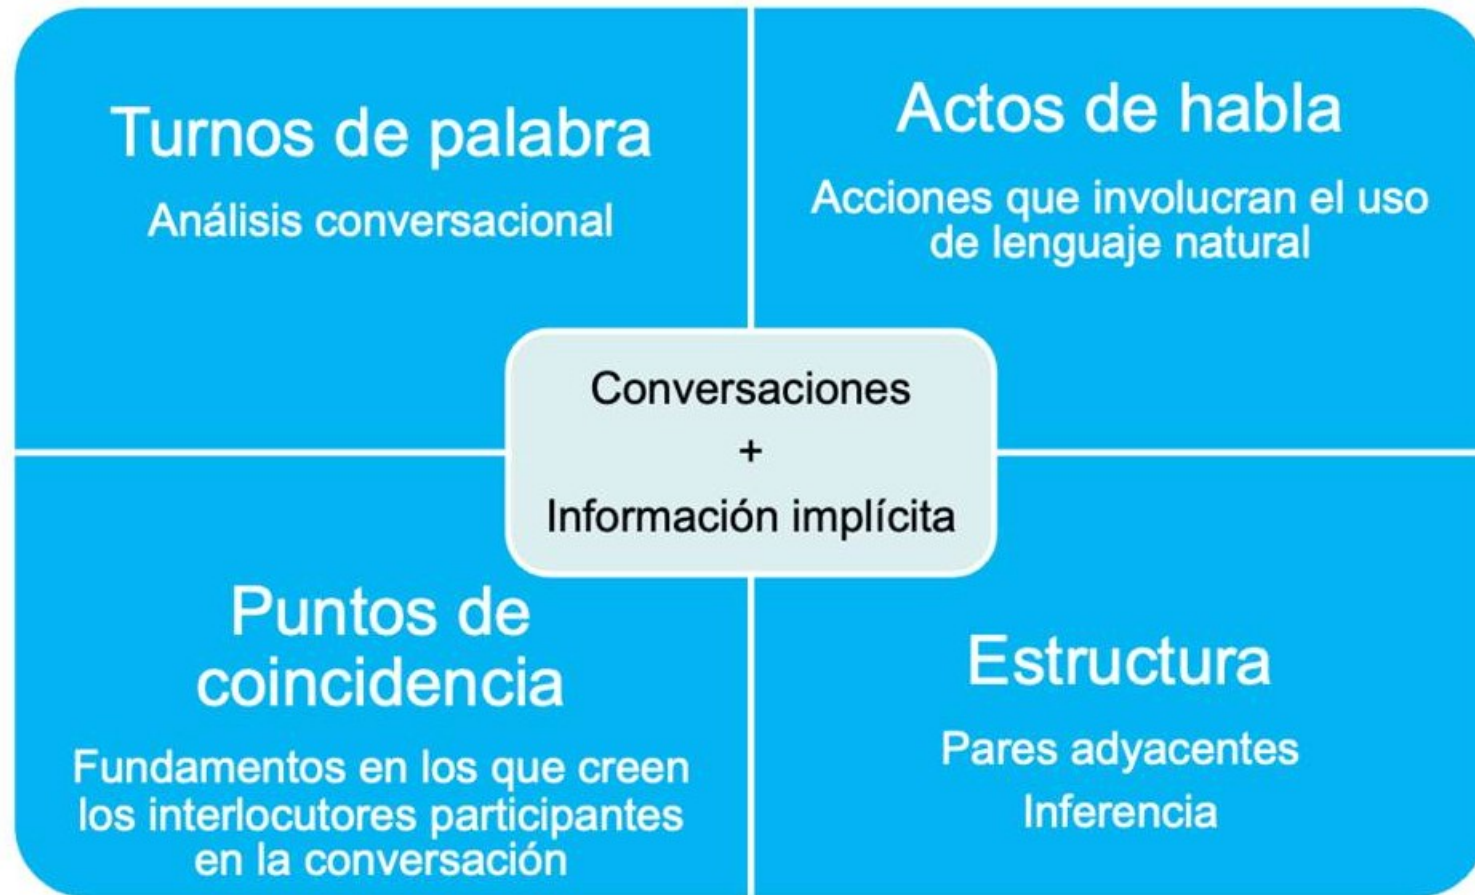 Turnos de palabra
Análisis conversacional
Actos de habla
Acciones que involucran el uso
de lenguaje natural
Conversaciones
+
Información implícita
Puntos de
coincidencia
Fundamentos en los que creen
los interlocutores participantes
en la conversación
Estructura
Pares adyacentes
Inferencia